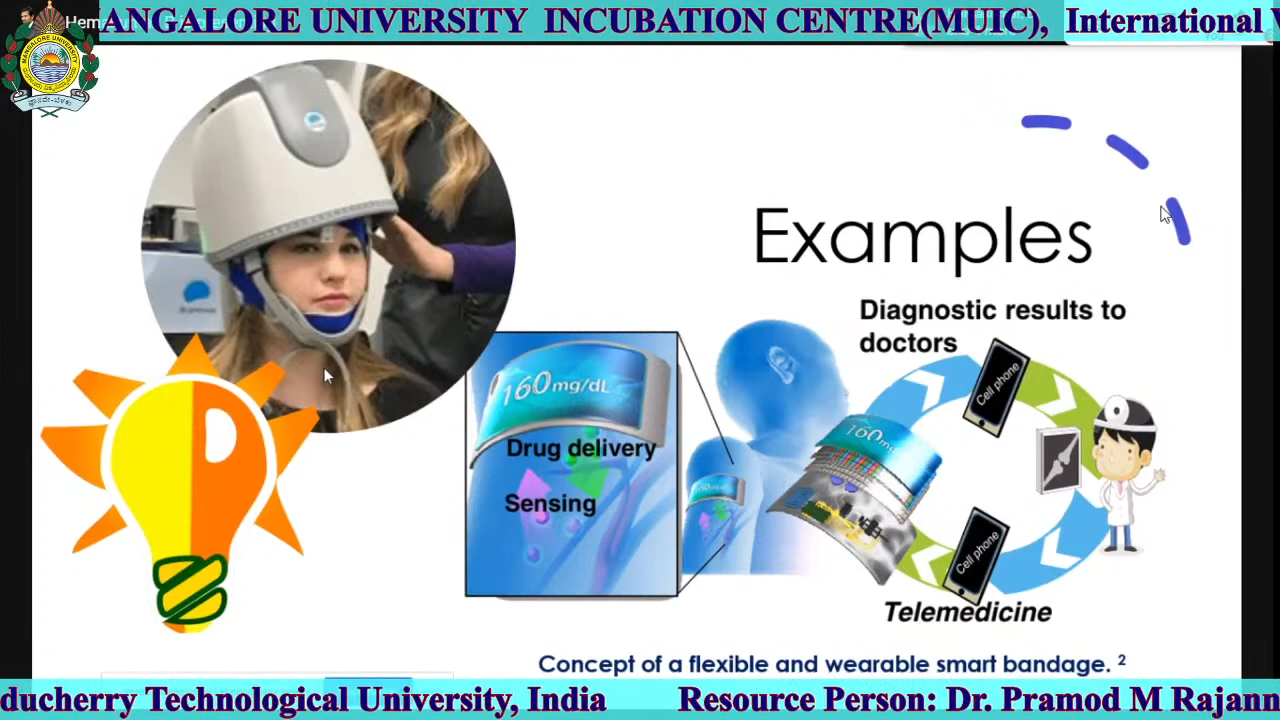 ANGALORE UNIVERSITY INCUBATION CENTRE(MUIC), International
Examples
Diagnostic results to
doctors
160mg/dL
Drug delivery
Sensing
160mg
Cell phone
Cell phone
Telemedicine
Concept of a flexible and wearable smart bandage. 2
ducherry Technological University, India Resource Person: Dr. Pramod M Rajann